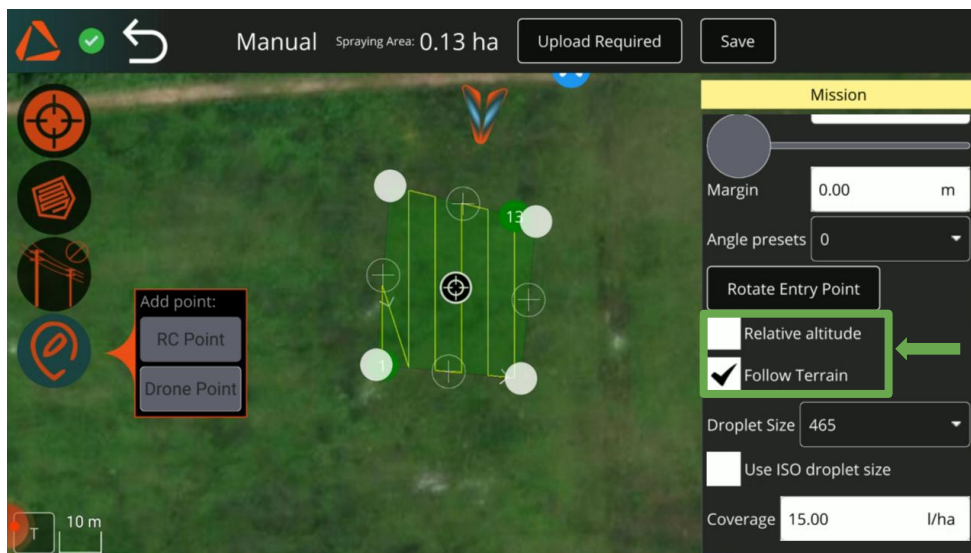 Manual Spraying Area: 0.13 ha Upload Required Save
Mission
Margin 0.00 m
Angle presets 0
Rotate Entry Point
Relative altitude
Follow Terrain
Droplet Size 465
Use ISO droplet size
Coverage 15.00 l/ha
13
1
Add point:
RC Point
Drone Point
T 10 m